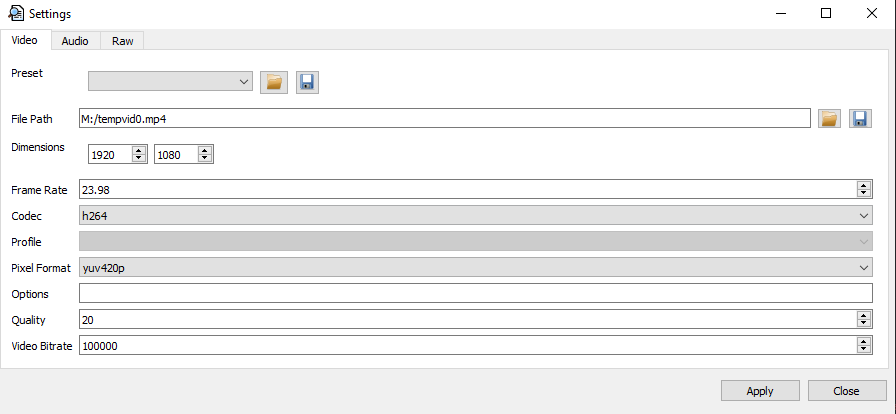 Settings
Video Audio Raw
Preset
File Path M:/tempvid0.mp4
Dimensions 1920 1080
Frame Rate 23.98
Codec h264
Profile
Pixel Format yuv420p
Options
Quality 20
Video Bitrate 100000
Apply Close